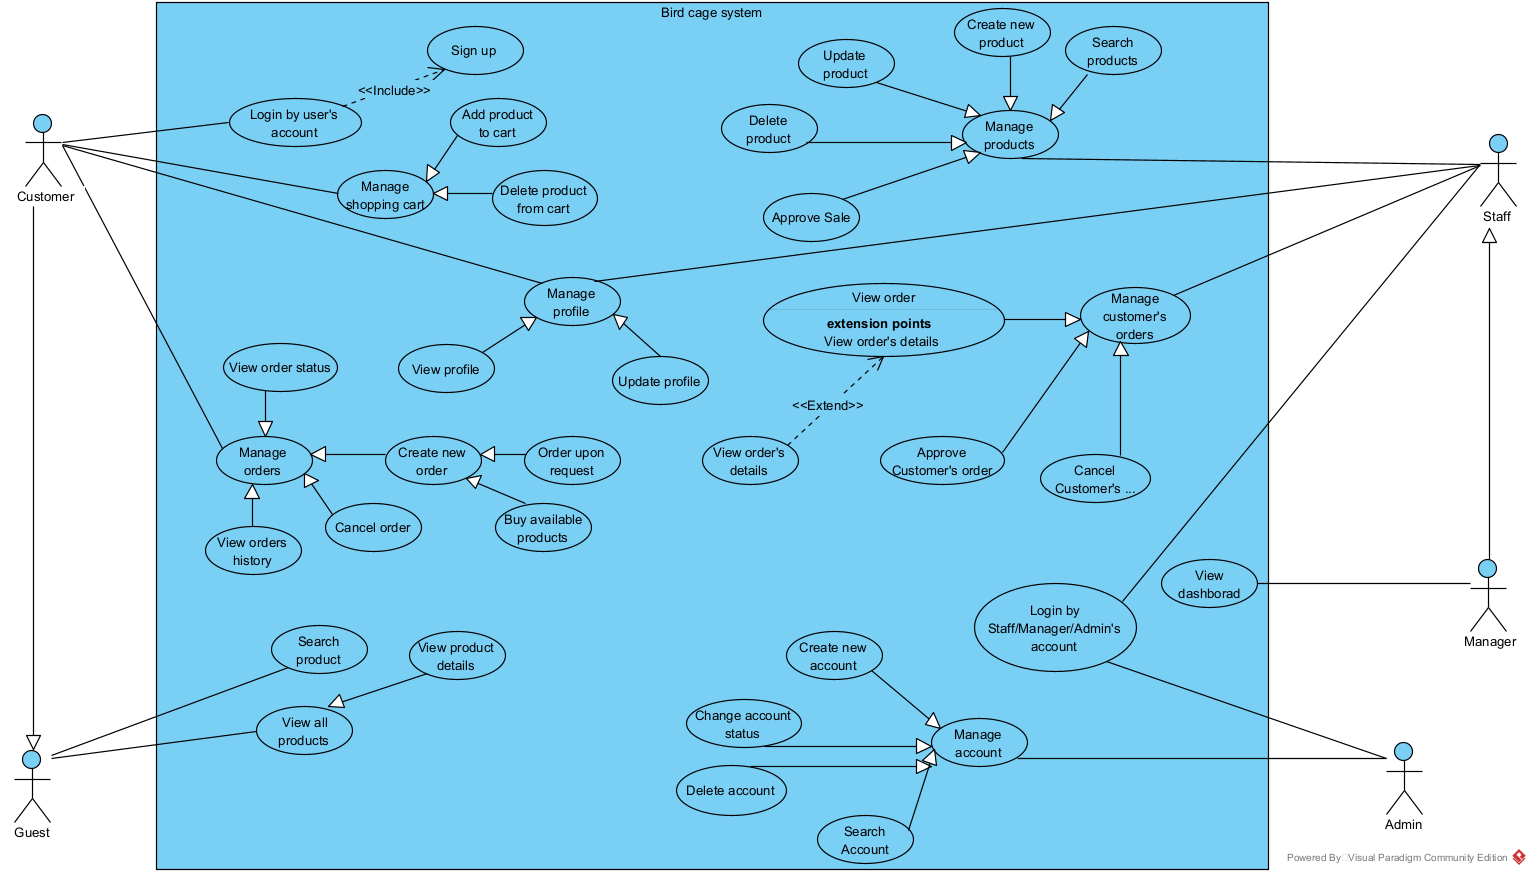 Bird cage system
Sign up
<<Include>>
Login by user's
account
Add product
to cart
Manage
shopping cart
Delete product
from cart
Customer
Create new
product
Update
product
Search
products
Delete
product
Manage
products
Approve Sale
Staff
Manage
profile
View profile
Update profile
View order
extension points
View order's details
Manage
customer's
orders
<<Extend>>
View order's
details
Approve
Customer's order
Cancel
Customer's ...
View order status
Manage
orders
Create new
order
Order upon
request
Cancel order
Buy available
products
View orders
history
View
dashborad
Manager
Login by
Staff/Manager/Admin's
account
Search
product
View product
details
View all
products
Guest
Create new
account
Change account
status
Manage
account
Delete account
Search
Account
Admin
Powered By Visual Paradigm Community Edition